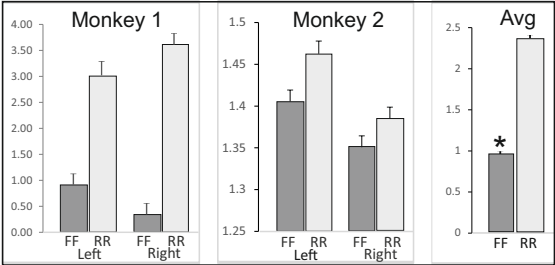 Monkey 1
4.00
3.50
3.00
2.50
2.00
1.50
1.00
0.50
0.00
FF RR FF RR
Left Right
Monkey 2
1.5
1.45
1.4
1.35
1.3
1.25
FF RR FF RR
Left Right
Avg
2.5
2
1.5
1
0.5
0
*
FF RR